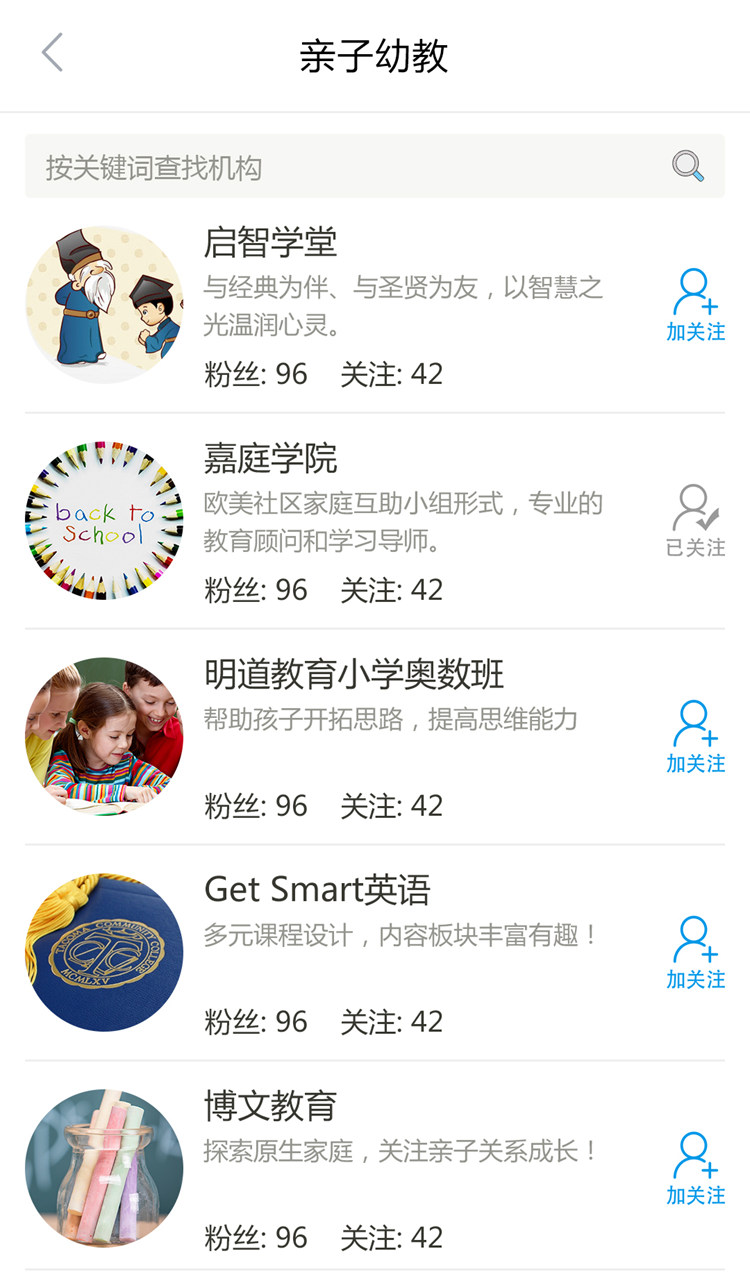 亲子幼教
按关键词查找机构
启智学堂
与经典为伴、与圣贤为友，以智慧之
光温润心灵。
加关注
粉丝: 96 关注: 42
back to
school
嘉庭学院
欧美社区家庭互助小组形式，专业的
教育顾问和学习导师。
已关注
粉丝: 96 关注: 42
明道教育小学奥数班
帮助孩子开拓思路，提高思维能力
加关注
粉丝: 96 关注: 42
Get Smart英语
多元课程设计，内容板块丰富有趣！
TACOMA COMMUNITY COLLEGE
MCMLXV
加关注
粉丝: 96 关注: 42
博文教育
探索原生家庭，关注亲子关系成长！
加关注
粉丝: 96 关注: 42